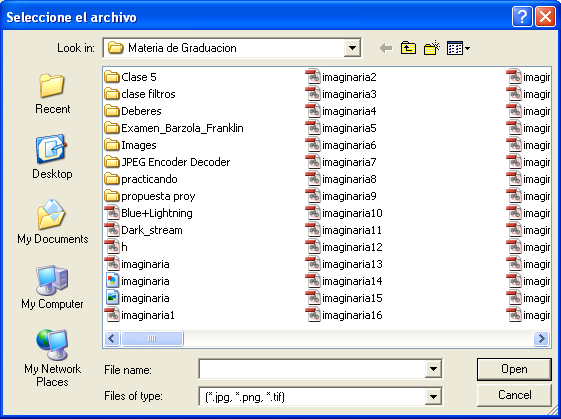 Seleccione el archivo
Look in: Materia de Graduacion
Recent
Desktop
My Documents
My Computer
My Network
Places
Clase 5
clase filtros
Deberes
Examen_Barzola_Franklin
Images
JPEG Encoder Decoder
practicando
propuesta proy
Blue+Lightning
Dark_stream
h
imaginaria
imaginaria
imaginaria
imaginaria1
imaginaria2
imaginaria3
imaginaria4
imaginaria5
imaginaria6
imaginaria7
imaginaria8
imaginaria9
imaginaria10
imaginaria11
imaginaria12
imaginaria13
imaginaria14
imaginaria15
imaginaria16
File name:
Open
Files of type: (*.jpg, *.png, *.tif)
Cancel